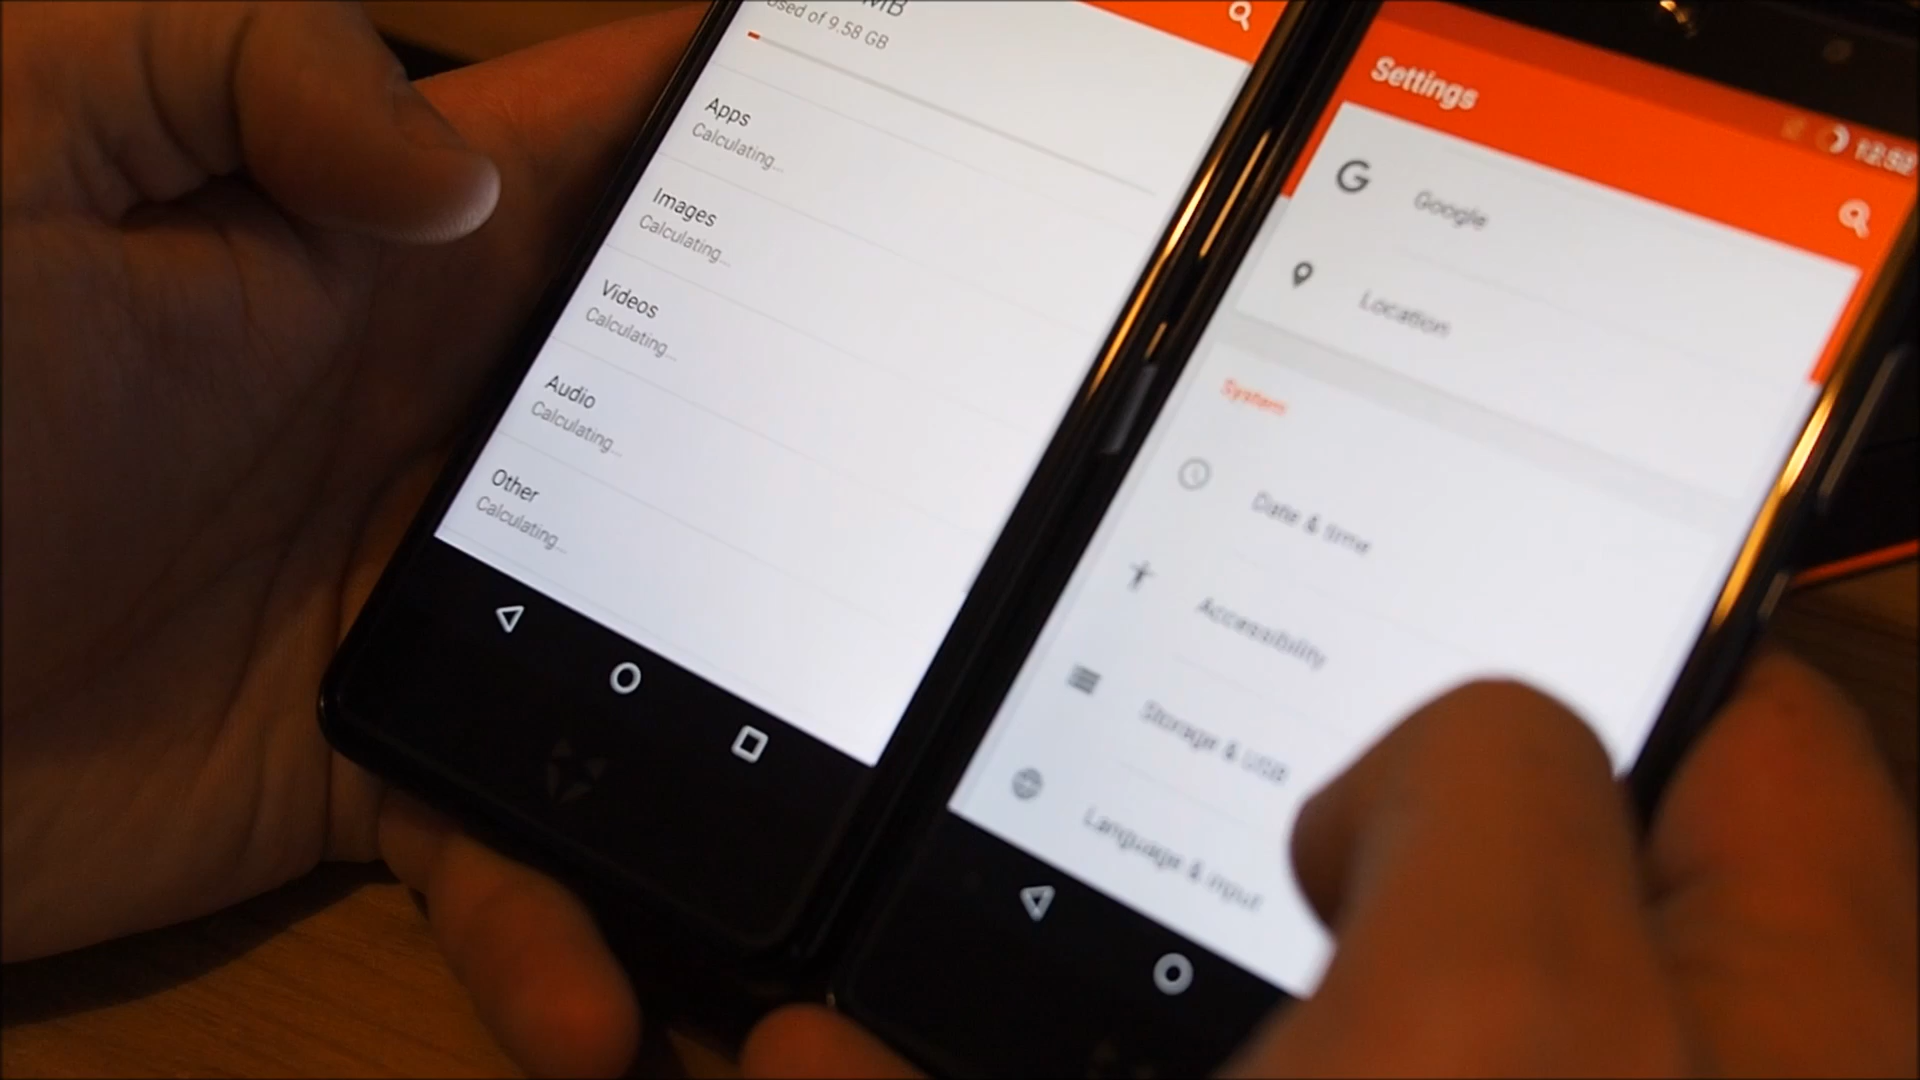 MB
used of 9.58 GB
Apps
Calculating...
Images
Calculating...
Videos
Calculating...
Audio
Calculating...
Other
Calculating...
Settings
Google
Location
System
Date & time
Accessibility
Storage & USB
Language & input